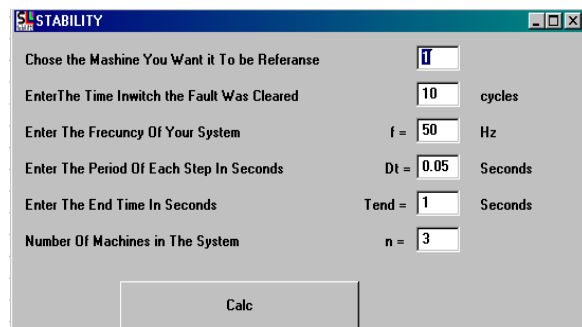 STABILITY
Chose the Mashine You Want it To be Referanse 1
EnterThe Time Inwitch the Fault Was Cleared 10 cycles
Enter The Frecuncy Of Your System f = 50 Hz
Enter The Period Of Each Step In Seconds Dt = 0.05 Seconds
Enter The End Time In Seconds Tend = 1 Seconds
Number Of Machines in The System n = 3
Calc